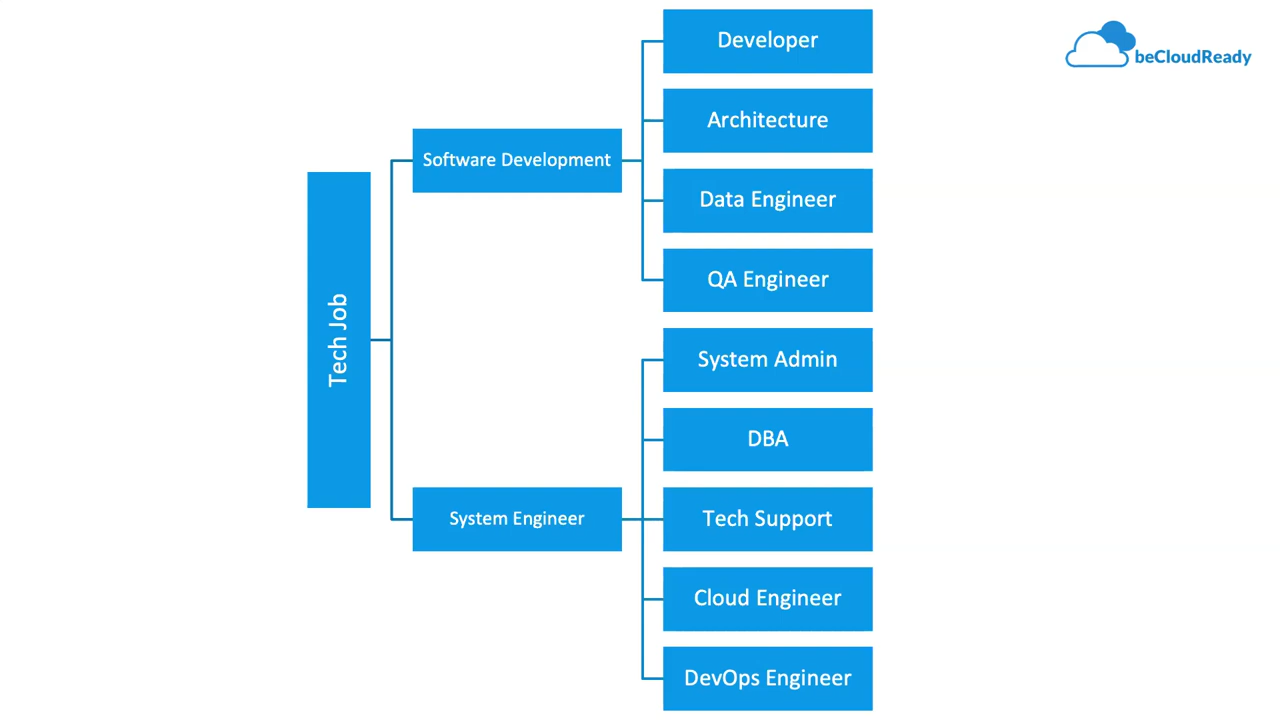 beCloudReady
Tech Job
Software Development
Developer
Architecture
Data Engineer
QA Engineer
System Engineer
System Admin
DBA
Tech Support
Cloud Engineer
DevOps Engineer